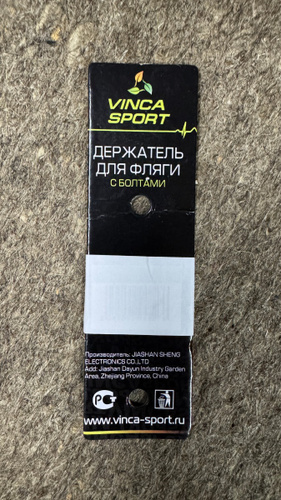 VINCA
SPORT
ДЕРЖАТЕЛЬ
ДЛЯ ФЛЯГИ
С БОЛТАМИ
Производитель: JIASHAN SHENG
ELECTRONICS CO.,LTD
Add: Jiashan Dayun Industry Garden
Area, Zhejiang Province, China
www.vinca-sport.ru